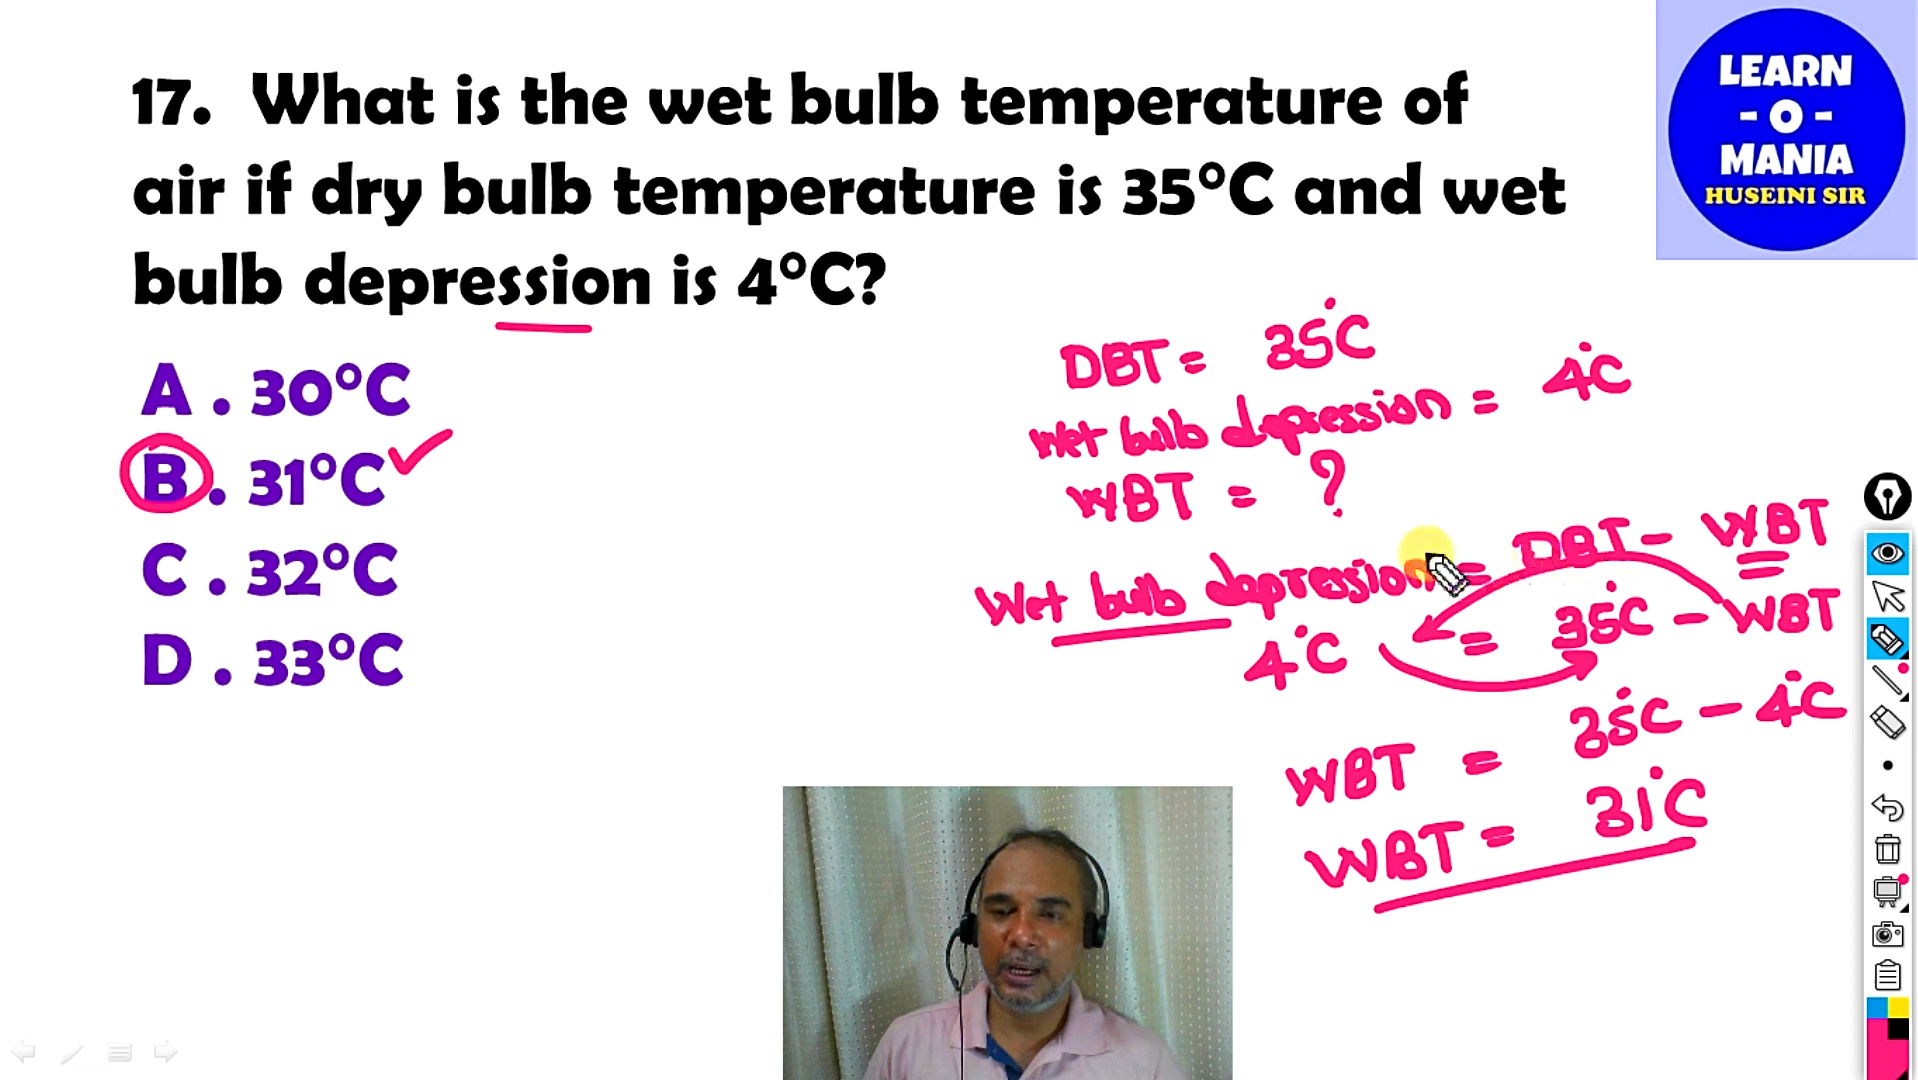 17. What is the wet bulb temperature of
air if dry bulb temperature is 35°C and wet
bulb depression is 4°C?
A . 30°C
B . 31°C
C . 32°C
D . 33°C
LEARN
- O -
MANIA
HUSEINI SIR
DBT = 35°C
Wet bulb depression = 4°C
WBT = ?
Wet bulb depression = DBT - WBT
4°C = 35°C - WBT
WBT = 35°C - 4°C
WBT = 31°C